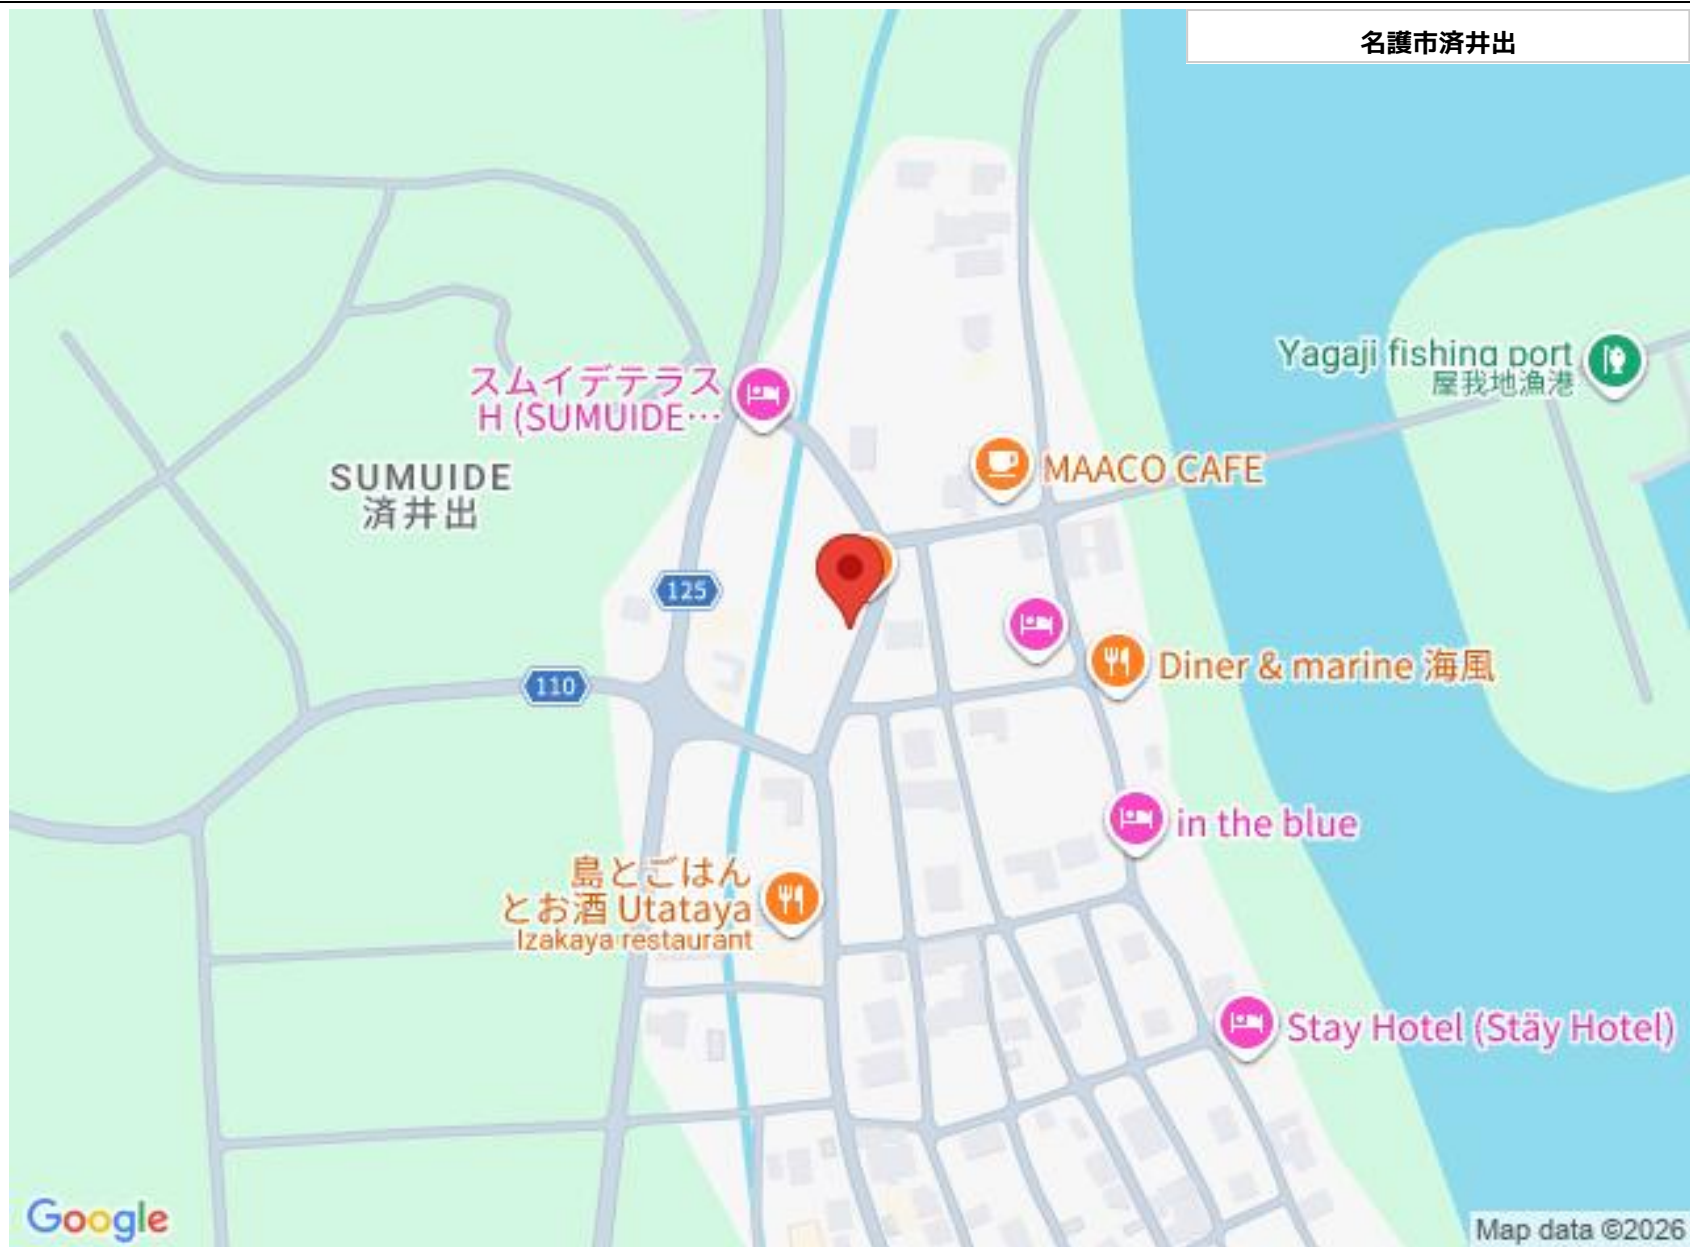 名護市済井出
Yagaji fishing port
屋我地漁港
スムイデテラス
H (SUMUIDE…
MAACO CAFE
SUMUIDE
済井出
125
110
Diner & marine 海風
in the blue
島とごはん
とお酒 Utataya
Izakaya restaurant
Stay Hotel (Stäy Hotel)
Google
Map data ©2026